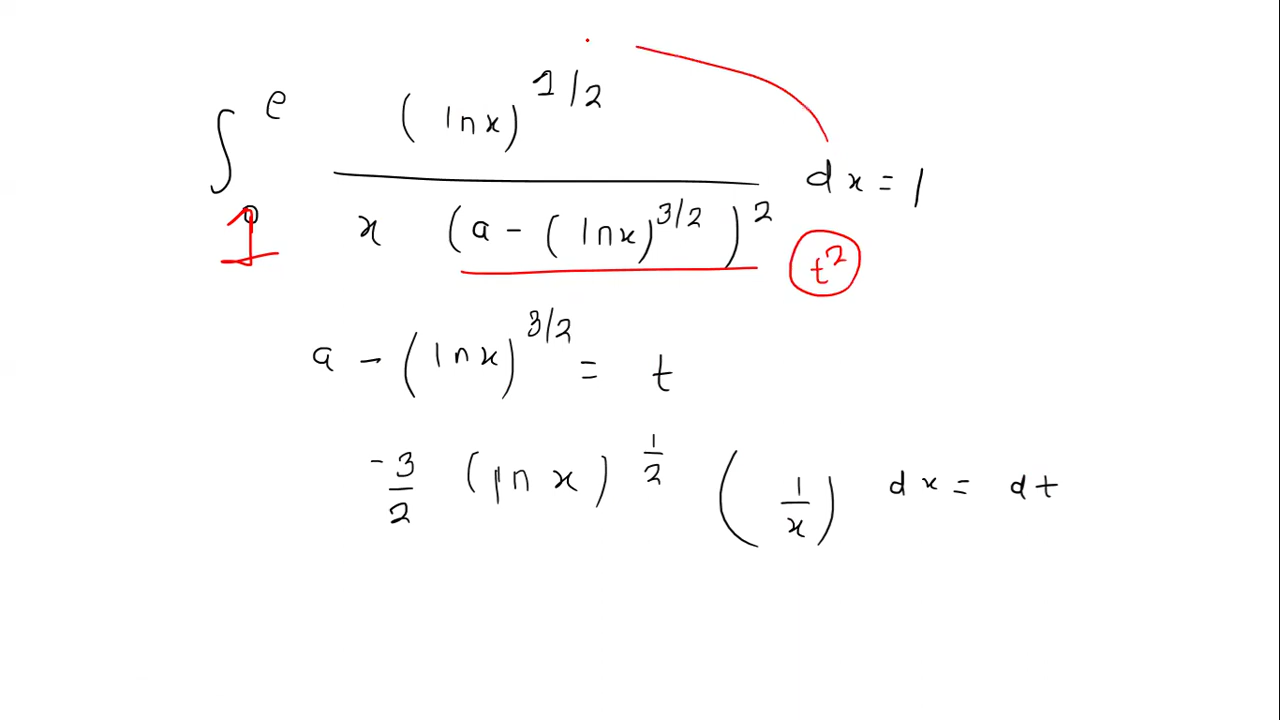 ∫₁^e (ln x)^{1/2} / x (a - (ln x)^{3/2})^2 dx = 1
t^2
a - (ln x)^{3/2} = t
-3/2 (ln x)^{1/2} (1/x) dx = dt